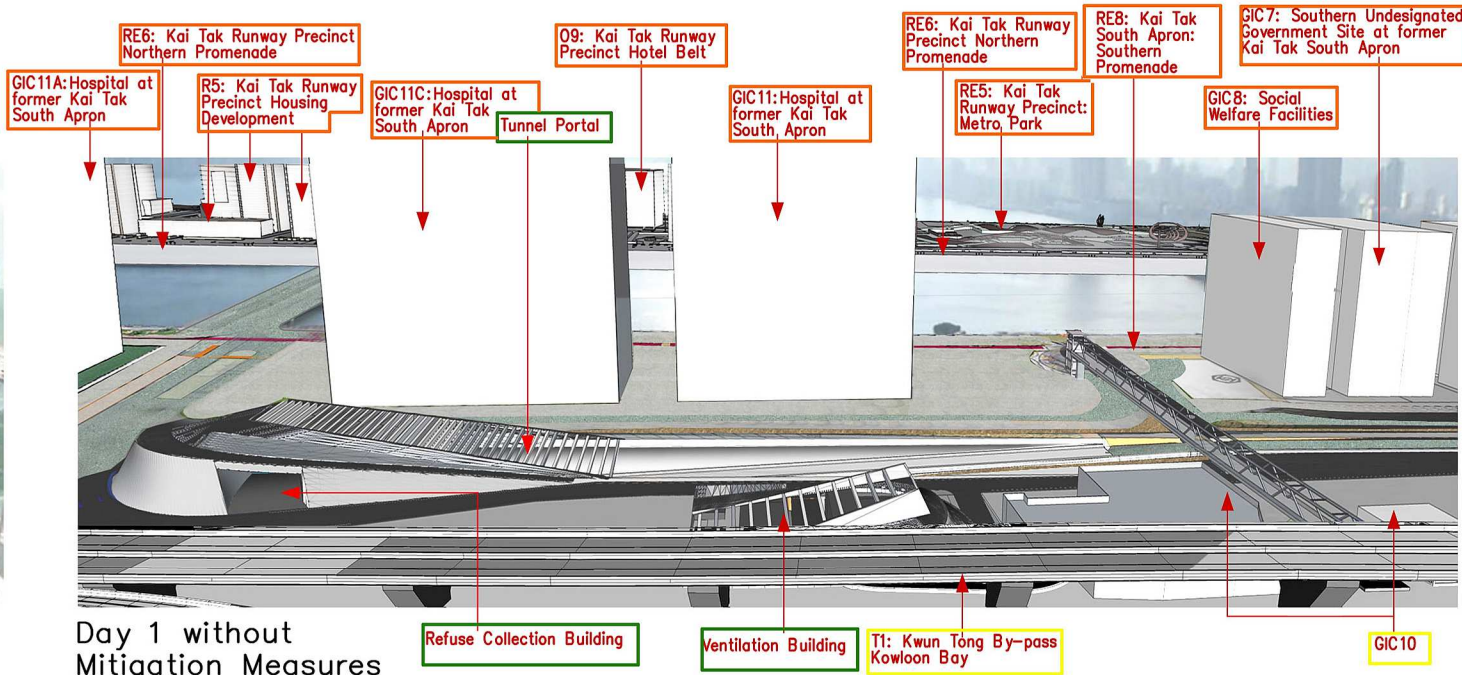 RE6: Kai Tak Runway Precinct
Northern Promenade
O9: Kai Tak Runway
Precinct Hotel Belt
RE6: Kai Tak Runway
Precinct Northern
Promenade
RE8: Kai Tak
South Apron:
Southern
Promenade
GIC7: Southern Undesignated
Government Site at former
Kai Tak South Apron
GIC11A:Hospital at
former Kai Tak
South Apron
R5: Kai Tak Runway
Precinct Housing
Development
GIC11C:Hospital at
former Kai Tak
South Apron
Tunnel Portal
GIC11:Hospital at
former Kai Tak
South Apron
RE5: Kai Tak
Runway Precinct:
Metro Park
GIC8: Social
Welfare Facilities
Day 1 without
Mitigation Measures
Refuse Collection Building
Ventilation Building
T1: Kwun Tong By-pass
Kowloon Bay
GIC10